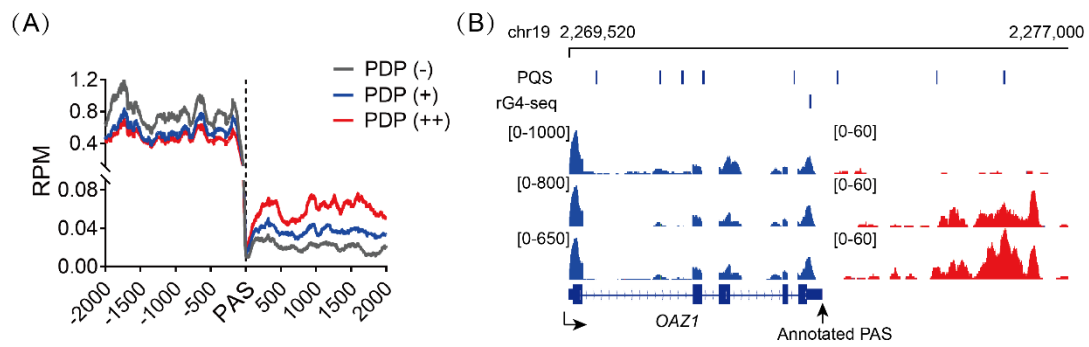 (A)
RPM
1.2
0.8
0.4
0.08
0.04
0.00
-2000
-1500
-1000
-500
PAS
500
1000
1500
2000
PDP (-)
PDP (+)
PDP (++)
(B)
chr19 2,269,520 2,277,000
PQS
rG4-seq
[0-1000] [0-60]
[0-800] [0-60]
[0-650] [0-60]
OAZ1
Annotated PAS